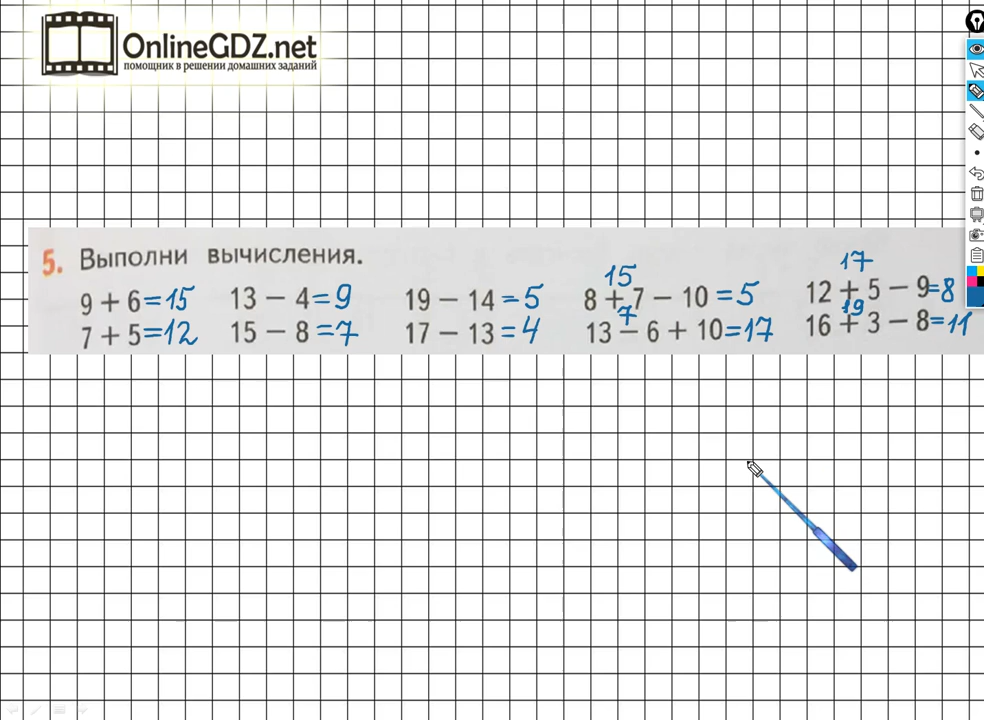 OnlineGDZ.net
помощник в решении домашних заданий
5. Выполни вычисления.
15 17
9 + 6=15 13 − 4=9 19 − 14=5 8 + 7 − 10=5 12 + 5 − 9=8
7 19
7 + 5=12 15 − 8=7 17 − 13=4 13 − 6 + 10=17 16 + 3 − 8=11